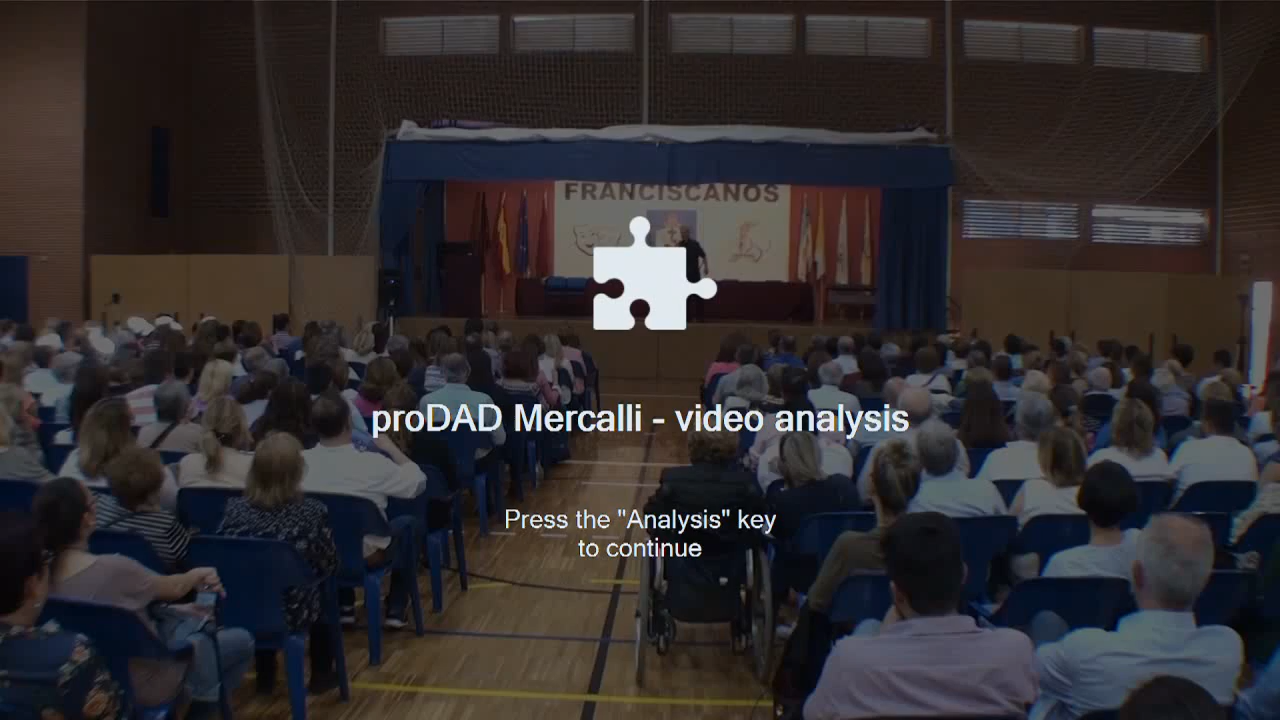 FRANCISCANOS
proDAD Mercalli - video analysis
Press the "Analysis" key
to continue